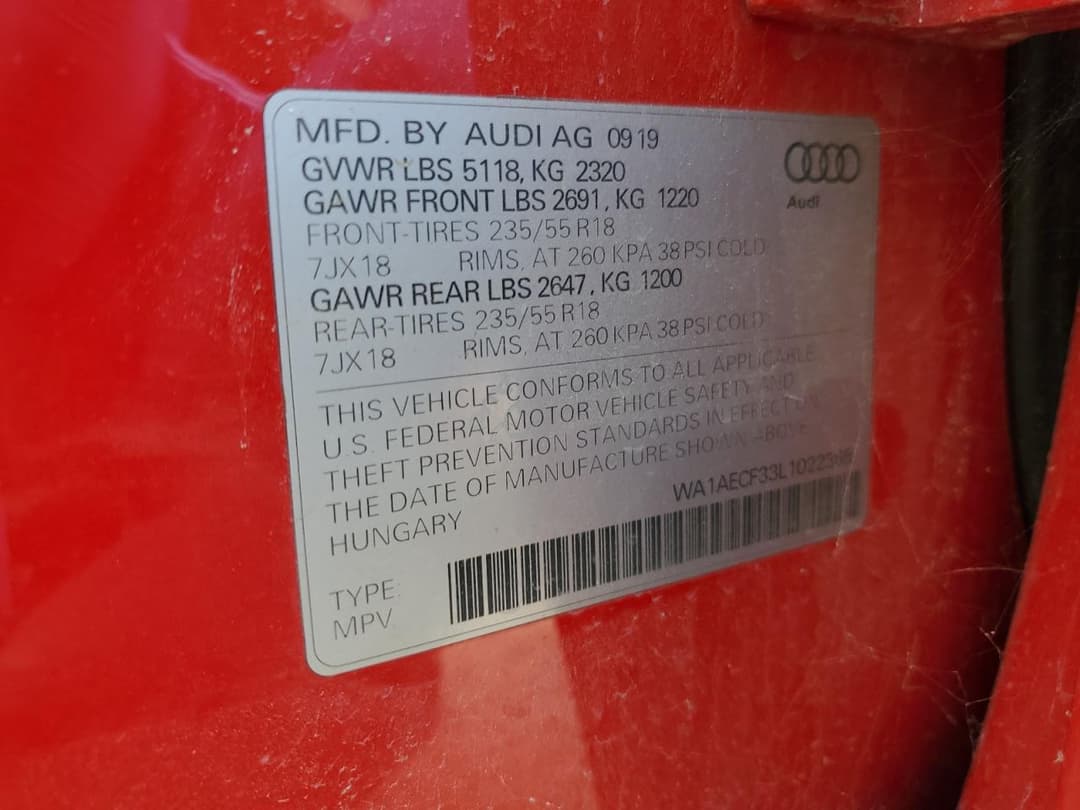 MFD. BY AUDI AG 09 19
GVWR LBS 5118, KG 2320
GAWR FRONT LBS 2691, KG 1220
FRONT-TIRES 235/55 R18
7JX18 RIMS, AT 260 KPA 38 PSI COLD
GAWR REAR LBS 2647, KG 1200
REAR-TIRES 235/55 R18
7JX18 RIMS, AT 260 KPA 38 PSI COLD
THIS VEHICLE CONFORMS TO ALL APPLICABLE
U.S. FEDERAL MOTOR VEHICLE SAFETY AND
THEFT PREVENTION STANDARDS IN EFFECT ON
THE DATE OF MANUFACTURE SHOWN ABOVE
HUNGARY
TYPE:
MPV
Audi